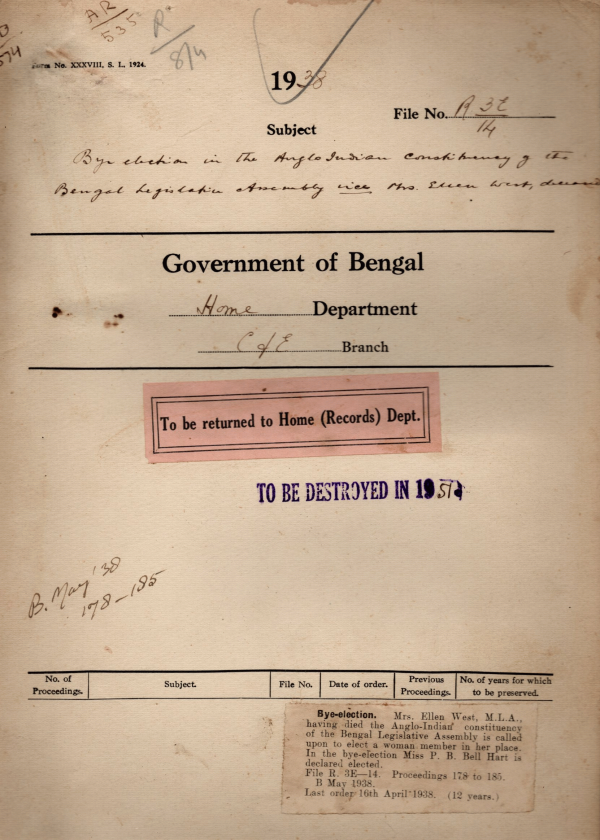 AR
535
R
8/4
5/4
Form No. XXXVIII, S. L., 1924.
1938
File No. R 3E
14
Subject
Bye election in the Anglo Indian Constituency of the
Bengal Legislative Assembly vice Mrs. Ellen West, deceased
Government of Bengal
Home Department
C & E Branch
To be returned to Home (Records) Dept.
TO BE DESTROYED IN 195
B. May '38
178-185
No. of Proceedings. Subject. File No. Date of order. Previous Proceedings. No. of years for which to be preserved.
Bye-election. Mrs. Ellen West, M.L.A.,
having died the Anglo-Indian constituency
of the Bengal Legislative Assembly is called
upon to elect a woman member in her place.
In the bye-election Miss P. B. Bell Hart is
declared elected.
File R. 3E—14. Proceedings 178 to 185.
B May 1938.
Last order 16th April 1938. (12 years.)